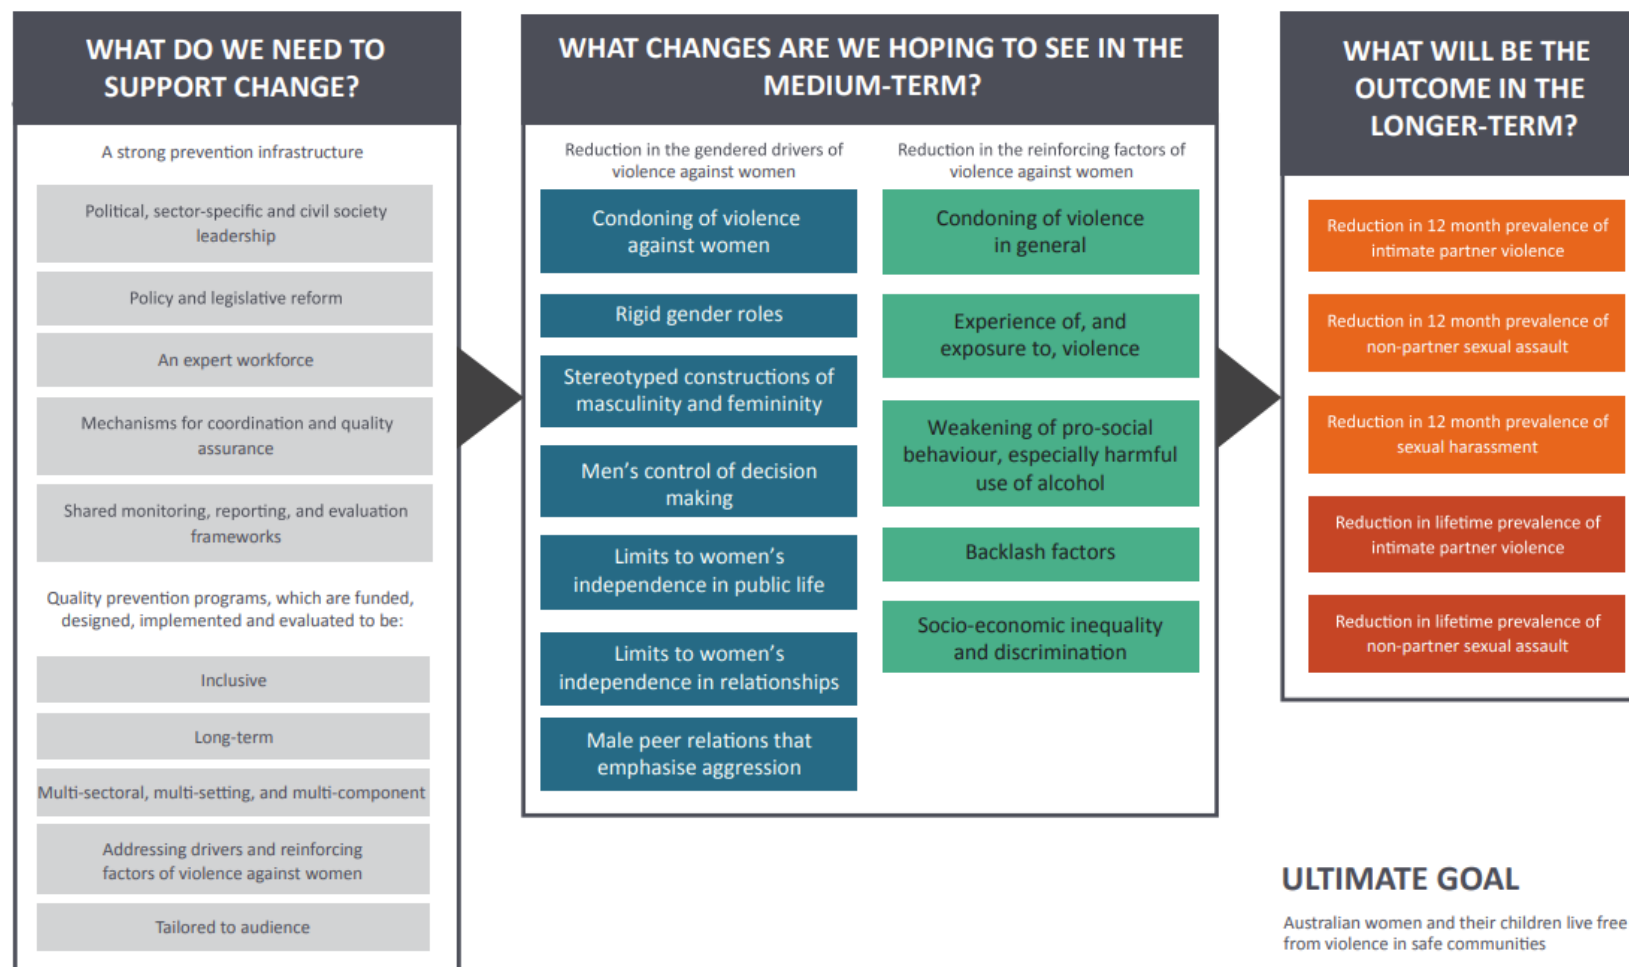 WHAT DO WE NEED TO
SUPPORT CHANGE?
A strong prevention infrastructure
Political, sector-specific and civil society
leadership
Policy and legislative reform
An expert workforce
Mechanisms for coordination and quality
assurance
Shared monitoring, reporting, and evaluation
frameworks
Quality prevention programs, which are funded,
designed, implemented and evaluated to be:
Inclusive
Long-term
Multi-sectoral, multi-setting, and multi-component
Addressing drivers and reinforcing
factors of violence against women
Tailored to audience
WHAT CHANGES ARE WE HOPING TO SEE IN THE
MEDIUM-TERM?
Reduction in the gendered drivers of
violence against women
Condoning of violence
against women
Rigid gender roles
Stereotyped constructions of
masculinity and femininity
Men's control of decision
making
Limits to women's
independence in public life
Limits to women's
independence in relationships
Male peer relations that
emphasise aggression
Reduction in the reinforcing factors of
violence against women
Condoning of violence
in general
Experience of, and
exposure to, violence
Weakening of pro-social
behaviour, especially harmful
use of alcohol
Backlash factors
Socio-economic inequality
and discrimination
WHAT WILL BE THE
OUTCOME IN THE
LONGER-TERM?
Reduction in 12 month prevalence of
intimate partner violence
Reduction in 12 month prevalence of
non-partner sexual assault
Reduction in 12 month prevalence of
sexual harassment
Reduction in lifetime prevalence of
intimate partner violence
Reduction in lifetime prevalence of
non-partner sexual assault
ULTIMATE GOAL
Australian women and their children live free
from violence in safe communities